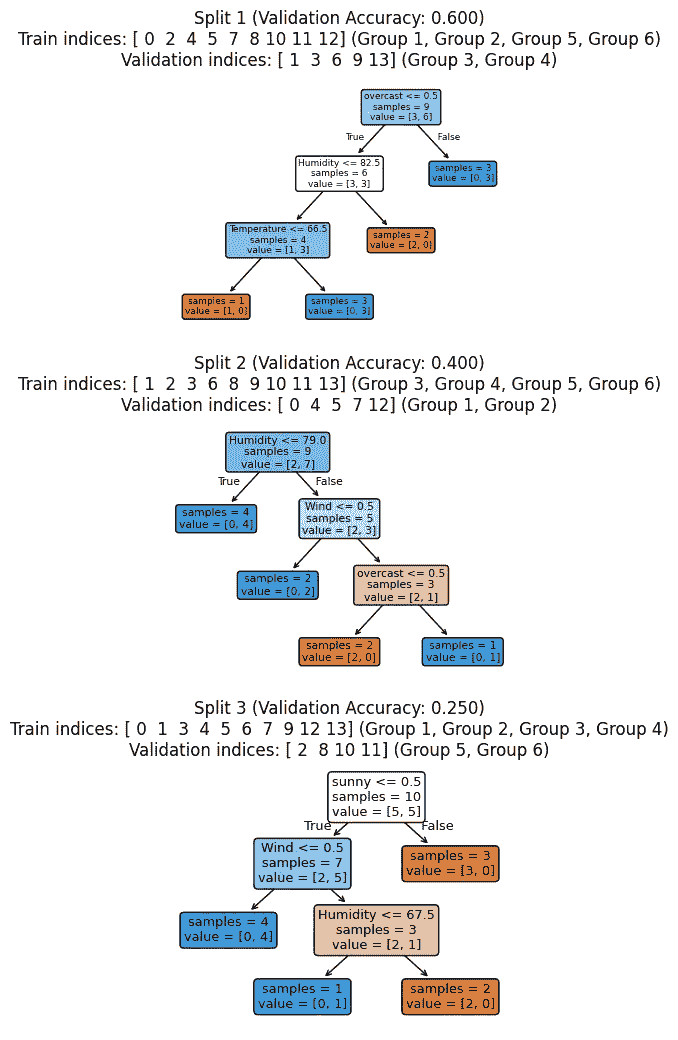 Split 1 (Validation Accuracy: 0.600)
Train indices: [ 0 2 4 5 7 8 10 11 12] (Group 1, Group 2, Group 5, Group 6)
Validation indices: [ 1 3 6 9 13] (Group 3, Group 4)
overcast <= 0.5
samples = 9
value = [3, 6]
True
False
Humidity <= 82.5
samples = 6
value = [3, 3]
samples = 3
value = [0, 3]
Temperature <= 66.5
samples = 4
value = [1, 3]
samples = 2
value = [2, 0]
samples = 1
value = [1, 0]
samples = 3
value = [0, 3]
Split 2 (Validation Accuracy: 0.400)
Train indices: [ 1 2 3 6 8 9 10 11 13] (Group 3, Group 4, Group 5, Group 6)
Validation indices: [ 0 4 5 7 12] (Group 1, Group 2)
Humidity <= 79.0
samples = 9
value = [2, 7]
True
False
samples = 4
value = [0, 4]
Wind <= 0.5
samples = 5
value = [2, 3]
samples = 2
value = [0, 2]
overcast <= 0.5
samples = 3
value = [2, 1]
samples = 2
value = [2, 0]
samples = 1
value = [0, 1]
Split 3 (Validation Accuracy: 0.250)
Train indices: [ 0 1 3 4 5 6 7 9 12 13] (Group 1, Group 2, Group 3, Group 4)
Validation indices: [ 2 8 10 11] (Group 5, Group 6)
sunny <= 0.5
samples = 10
value = [5, 5]
True
False
Wind <= 0.5
samples = 7
value = [2, 5]
samples = 3
value = [3, 0]
samples = 4
value = [0, 4]
Humidity <= 67.5
samples = 3
value = [2, 1]
samples = 1
value = [0, 1]
samples = 2
value = [2, 0]